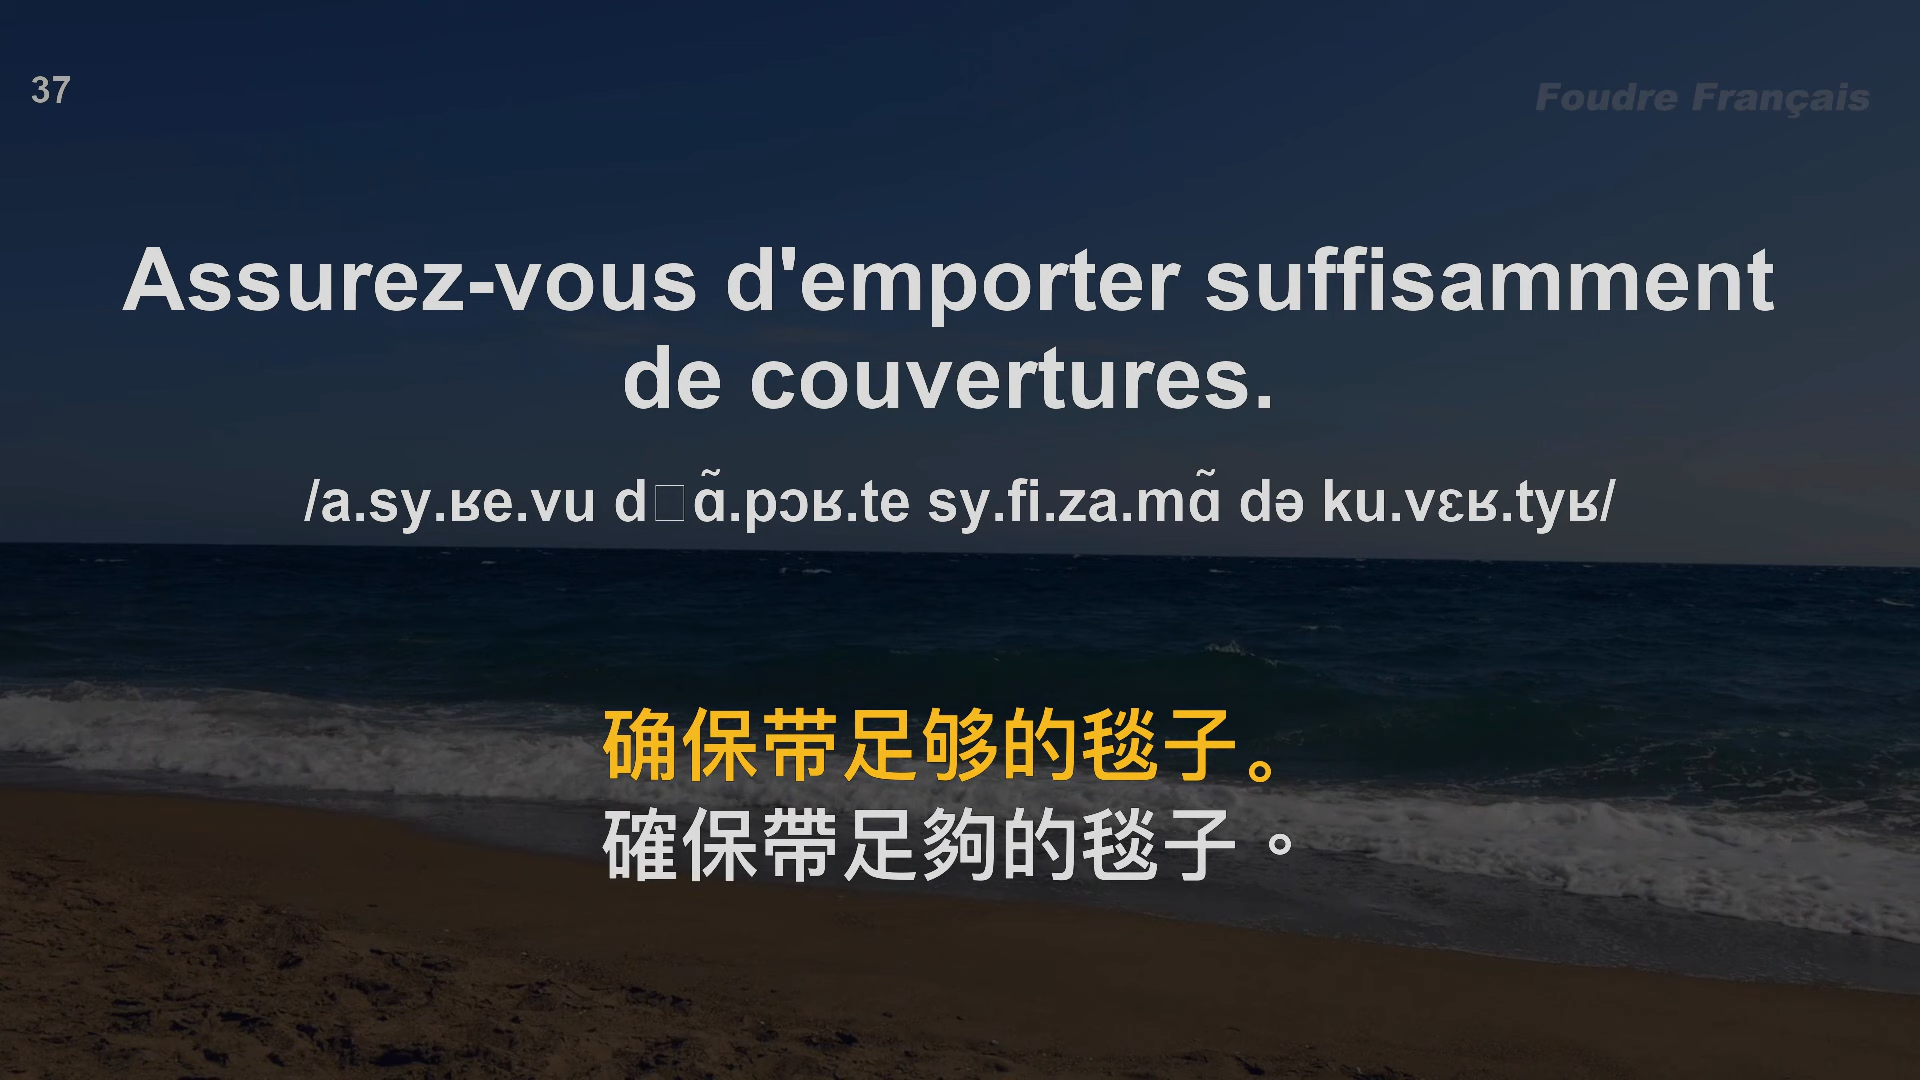 37
Foudre Français
Assurez-vous d'emporter suffisamment
de couvertures.
/a.sy.ʁe.vu d□ɑ̃.pɔʁ.te sy.fi.za.mɑ̃ də ku.vɛʁ.tyʁ/
确保带足够的毯子。
確保帶足夠的毯子。